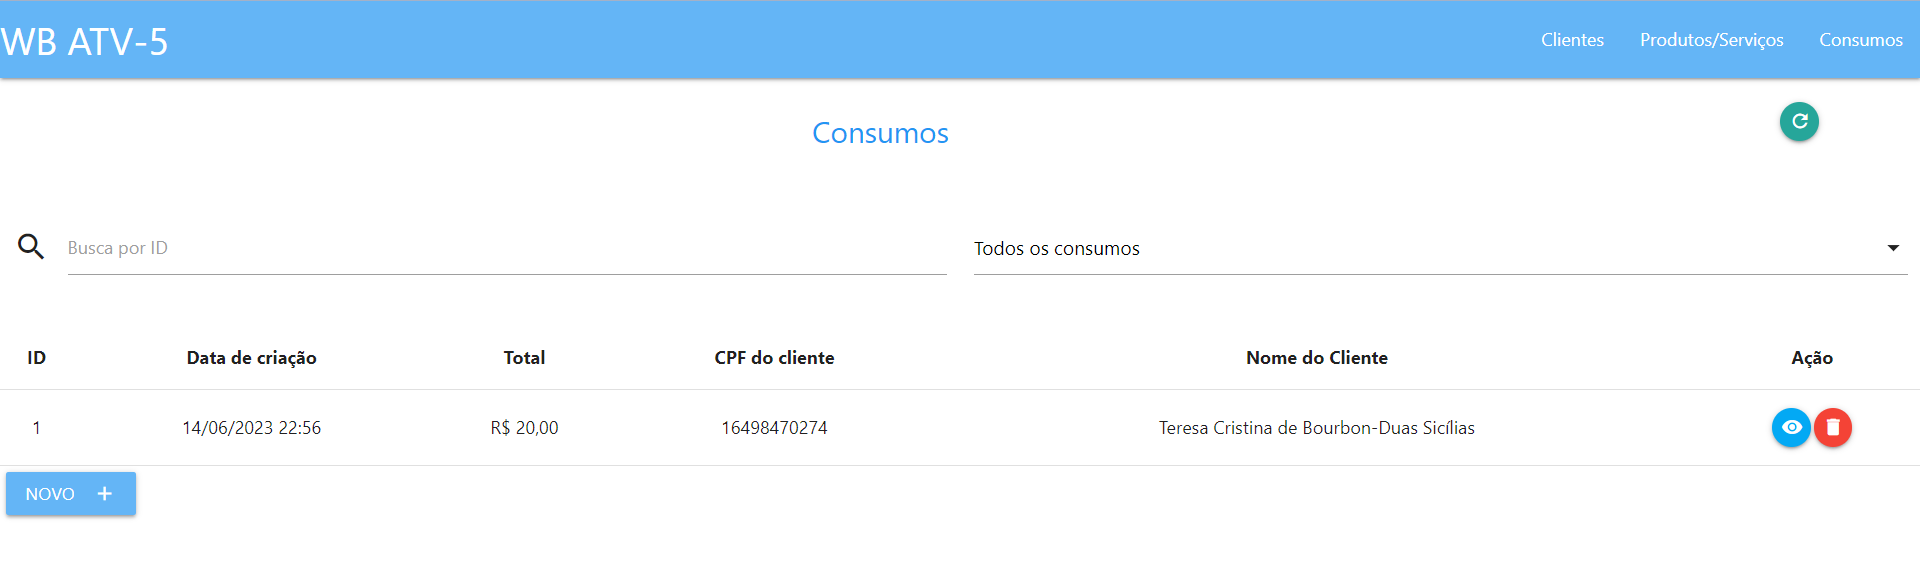 WB ATV-5
Clientes Produtos/Serviços Consumos
Consumos
Busca por ID
Todos os consumos
ID Data de criação Total CPF do cliente Nome do Cliente Ação
1 14/06/2023 22:56 R$ 20,00 16498470274 Teresa Cristina de Bourbon-Duas Sicílias
NOVO +